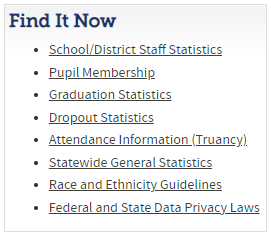 Find It Now
School/District Staff Statistics
Pupil Membership
Graduation Statistics
Dropout Statistics
Attendance Information (Truancy)
Statewide General Statistics
Race and Ethnicity Guidelines
Federal and State Data Privacy Laws